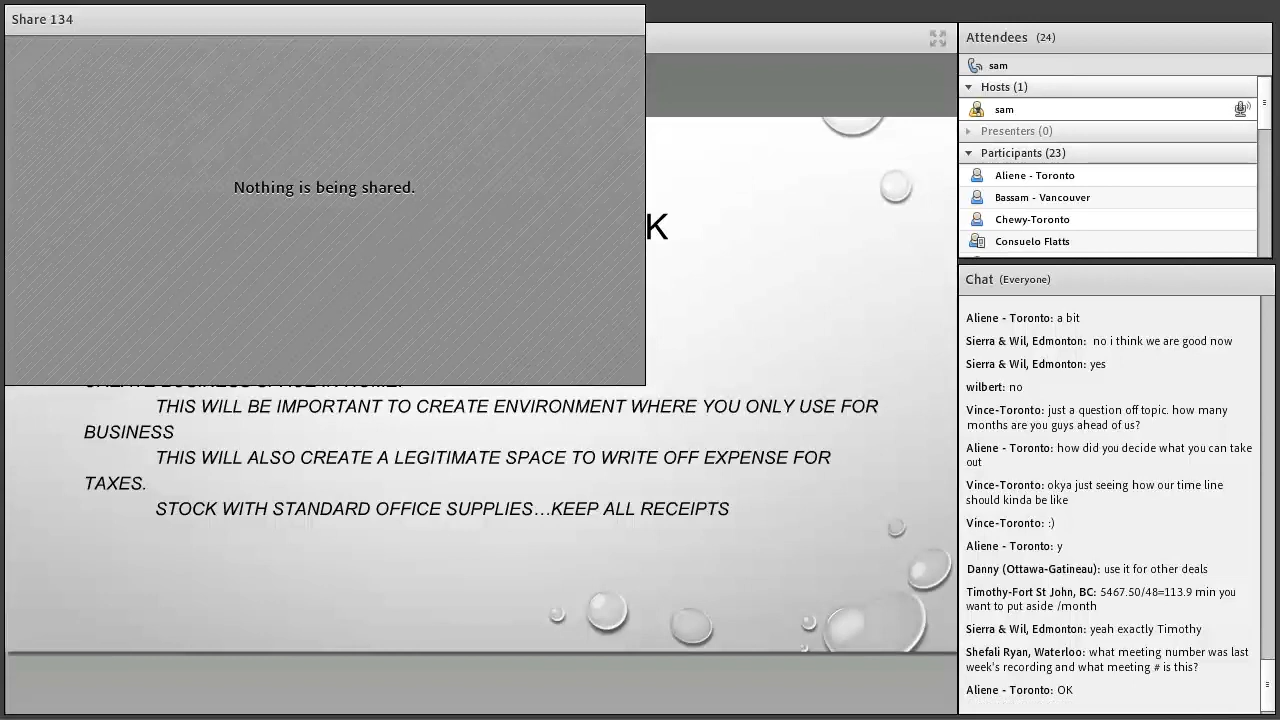 Share 134
Nothing is being shared.
K
THIS WILL BE IMPORTANT TO CREATE ENVIRONMENT WHERE YOU ONLY USE FOR
BUSINESS
THIS WILL ALSO CREATE A LEGITIMATE SPACE TO WRITE OFF EXPENSE FOR
TAXES.
STOCK WITH STANDARD OFFICE SUPPLIES…KEEP ALL RECEIPTS
Attendees (24)
sam
Hosts (1)
sam
Presenters (0)
Participants (23)
Aliene - Toronto
Bassam - Vancouver
Chewy-Toronto
Consuelo Flatts
Chat (Everyone)
Aliene - Toronto: a bit
Sierra & Wil, Edmonton: no i think we are good now
Sierra & Wil, Edmonton: yes
wilbert: no
Vince-Toronto: just a question off topic. how many
months are you guys ahead of us?
Aliene - Toronto: how did you decide what you can take
out
Vince-Toronto: okya just seeing how our time line
should kinda be like
Vince-Toronto: :)
Aliene - Toronto: y
Danny (Ottawa-Gatineau): use it for other deals
Timothy-Fort St John, BC: 5467.50/48=113.9 min you
want to put aside /month
Sierra & Wil, Edmonton: yeah exactly Timothy
Shefali Ryan, Waterloo: what meeting number was last
week's recording and what meeting # is this?
Aliene - Toronto: OK